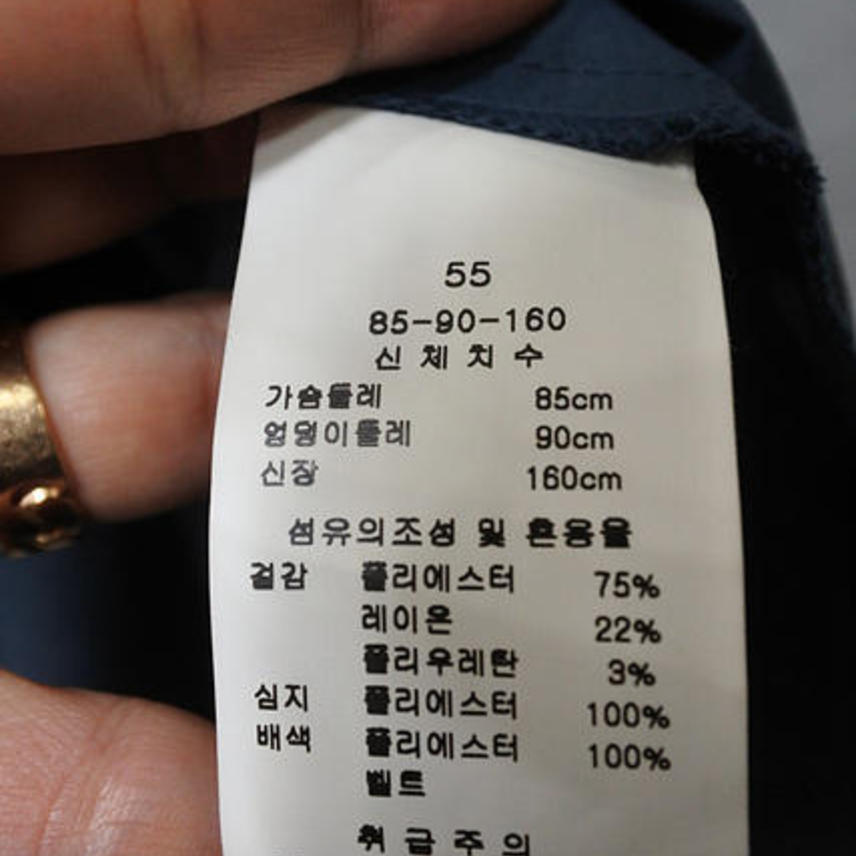 55
85-90-160
신체치수
가슴둘레 85cm
엉덩이둘레 90cm
신장 160cm
섬유의조성 및 혼용율
겉감 폴리에스터 75%
레이온 22%
폴리우레탄 3%
심지 폴리에스터 100%
배색 폴리에스터 100%
벨트
취급주의